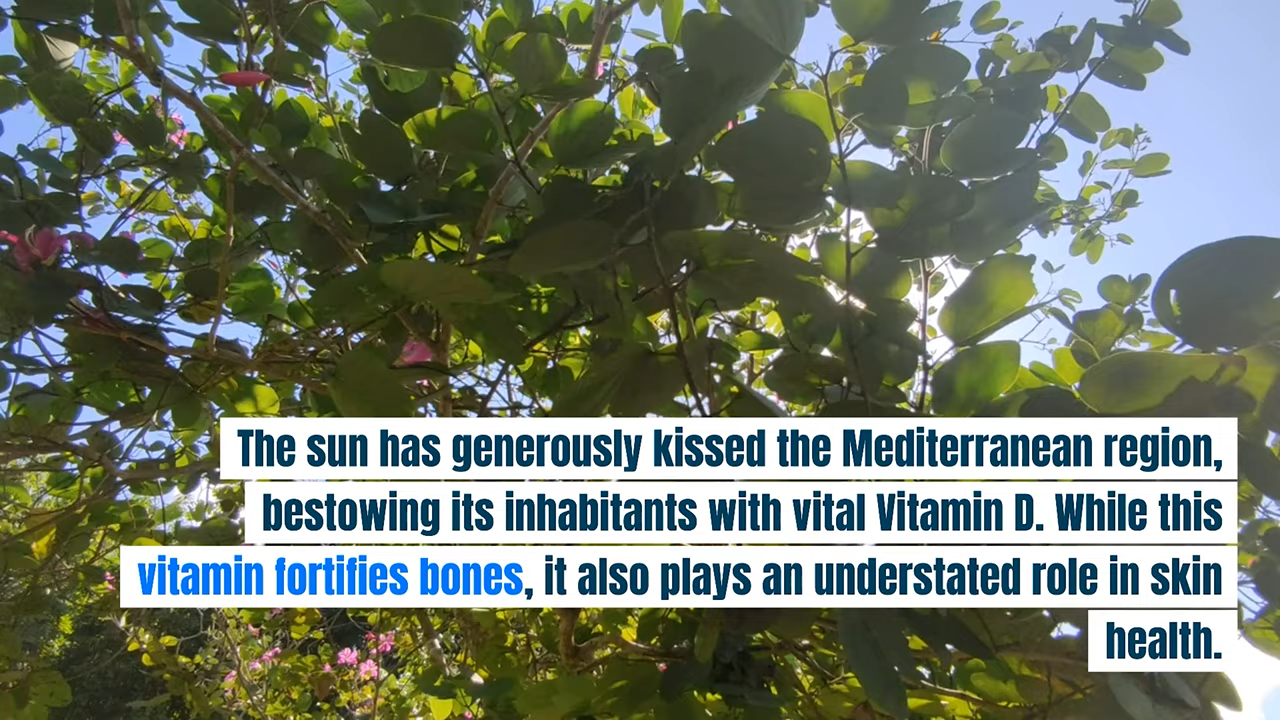 The sun has generously kissed the Mediterranean region,
bestowing its inhabitants with vital Vitamin D. While this
vitamin fortifies bones, it also plays an understated role in skin
health.